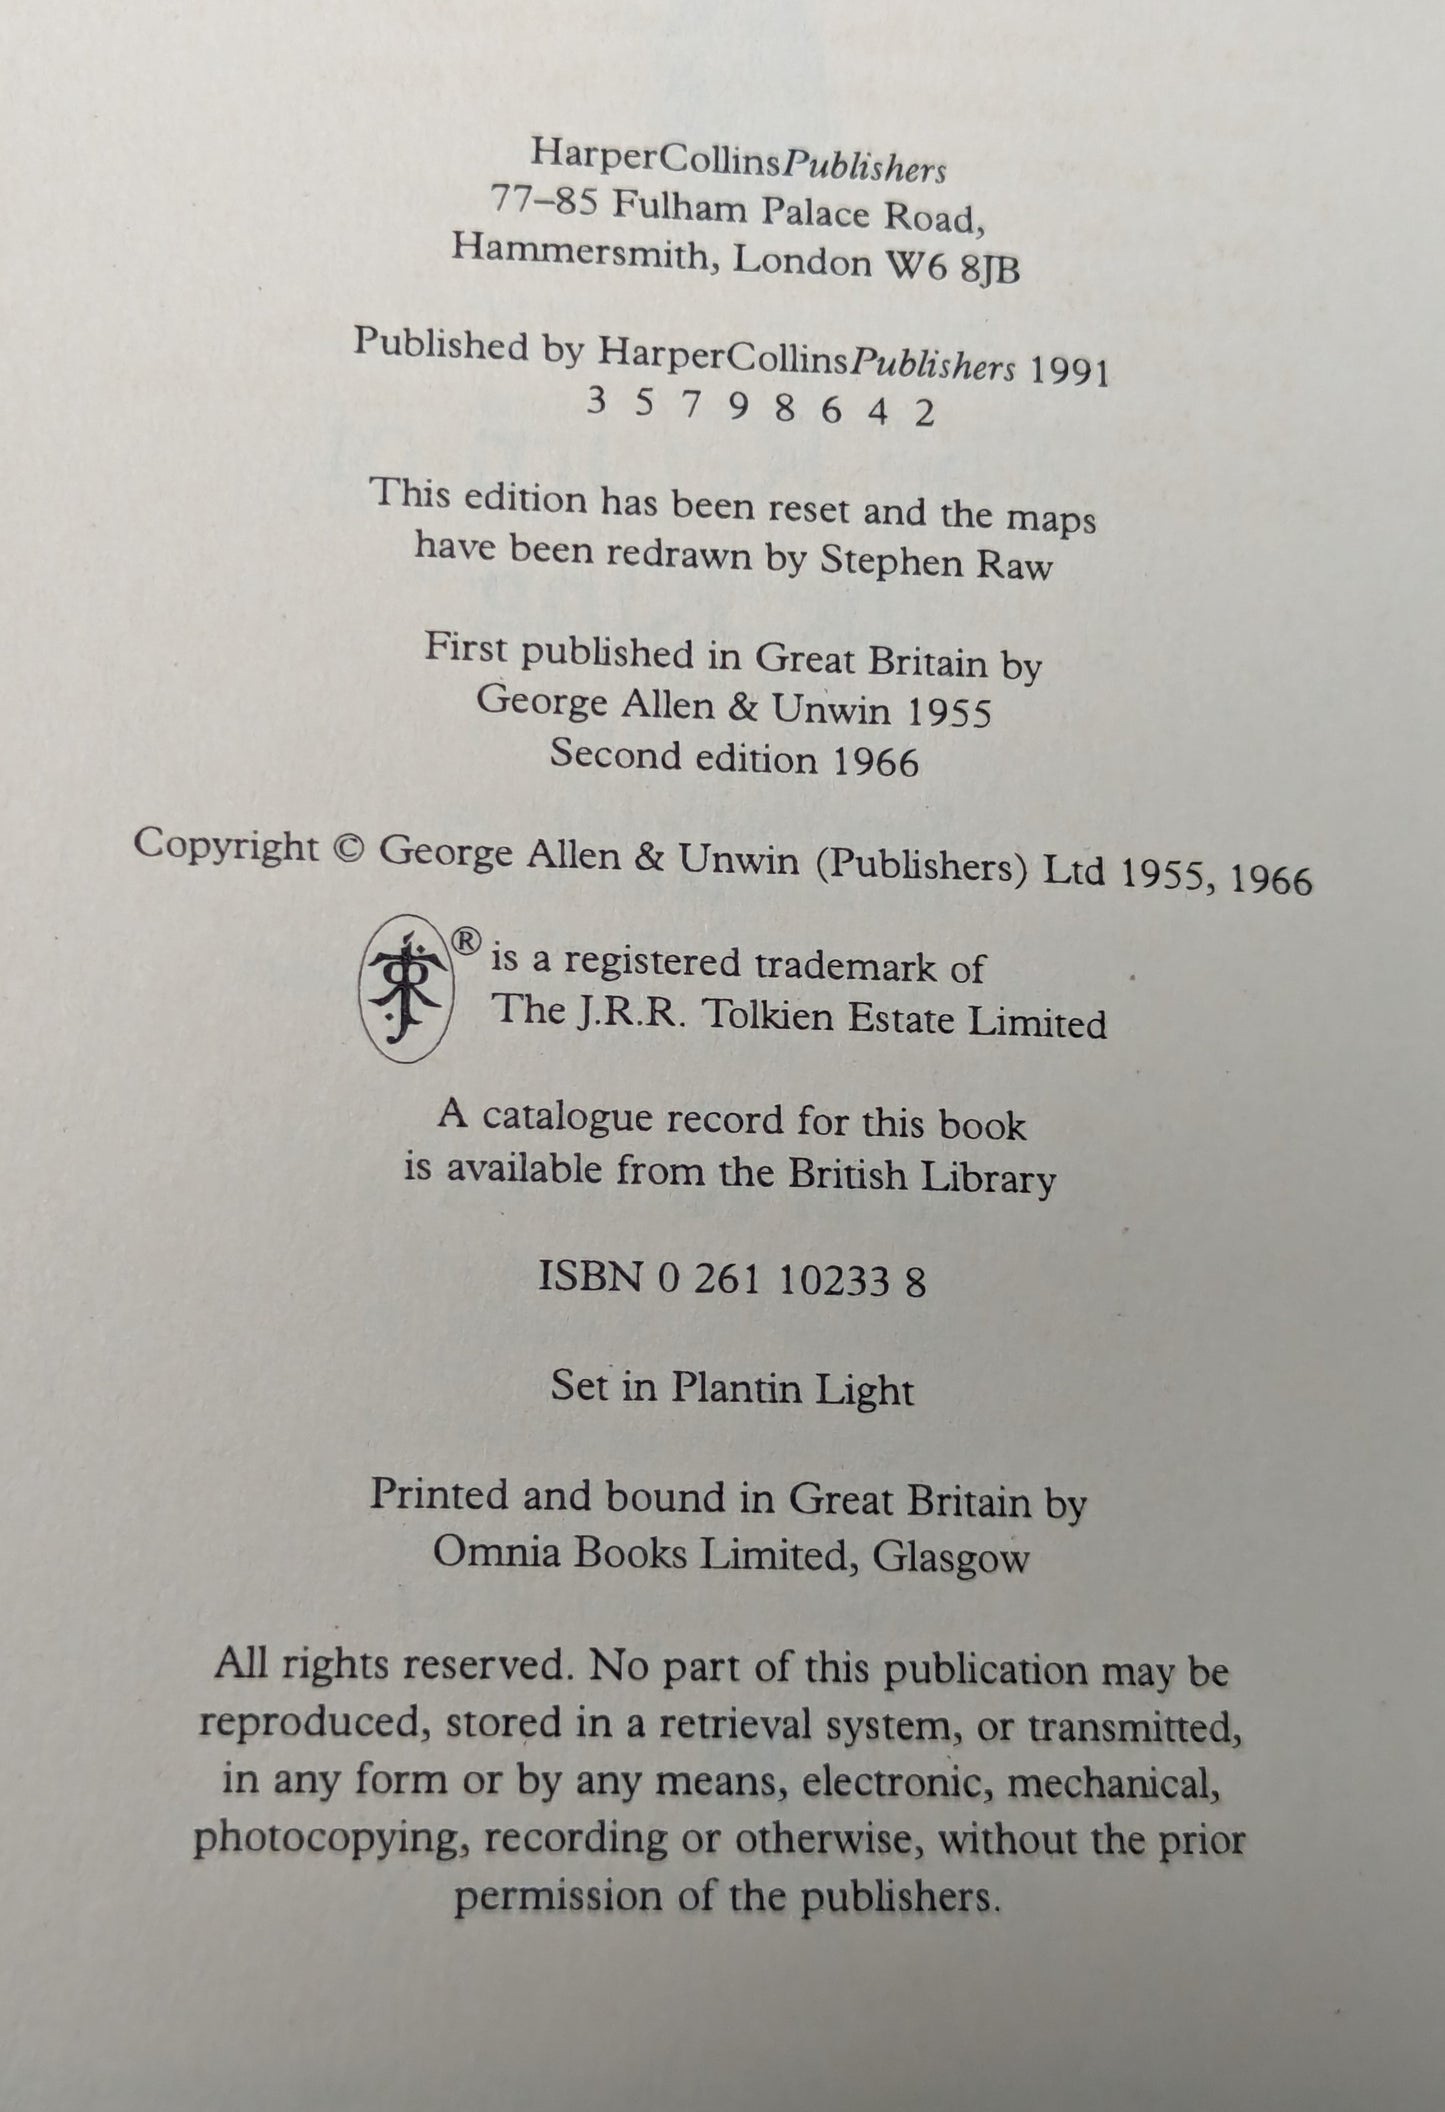 HarperCollinsPublishers
77–85 Fulham Palace Road,
Hammersmith, London W6 8JB
Published by HarperCollinsPublishers 1991
3 5 7 9 8 6 4 2
This edition has been reset and the maps
have been redrawn by Stephen Raw
First published in Great Britain by
George Allen & Unwin 1955
Second edition 1966
Copyright © George Allen & Unwin (Publishers) Ltd 1955, 1966
® is a registered trademark of
The J.R.R. Tolkien Estate Limited
A catalogue record for this book
is available from the British Library
ISBN 0 261 10233 8
Set in Plantin Light
Printed and bound in Great Britain by
Omnia Books Limited, Glasgow
All rights reserved. No part of this publication may be
reproduced, stored in a retrieval system, or transmitted,
in any form or by any means, electronic, mechanical,
photocopying, recording or otherwise, without the prior
permission of the publishers.